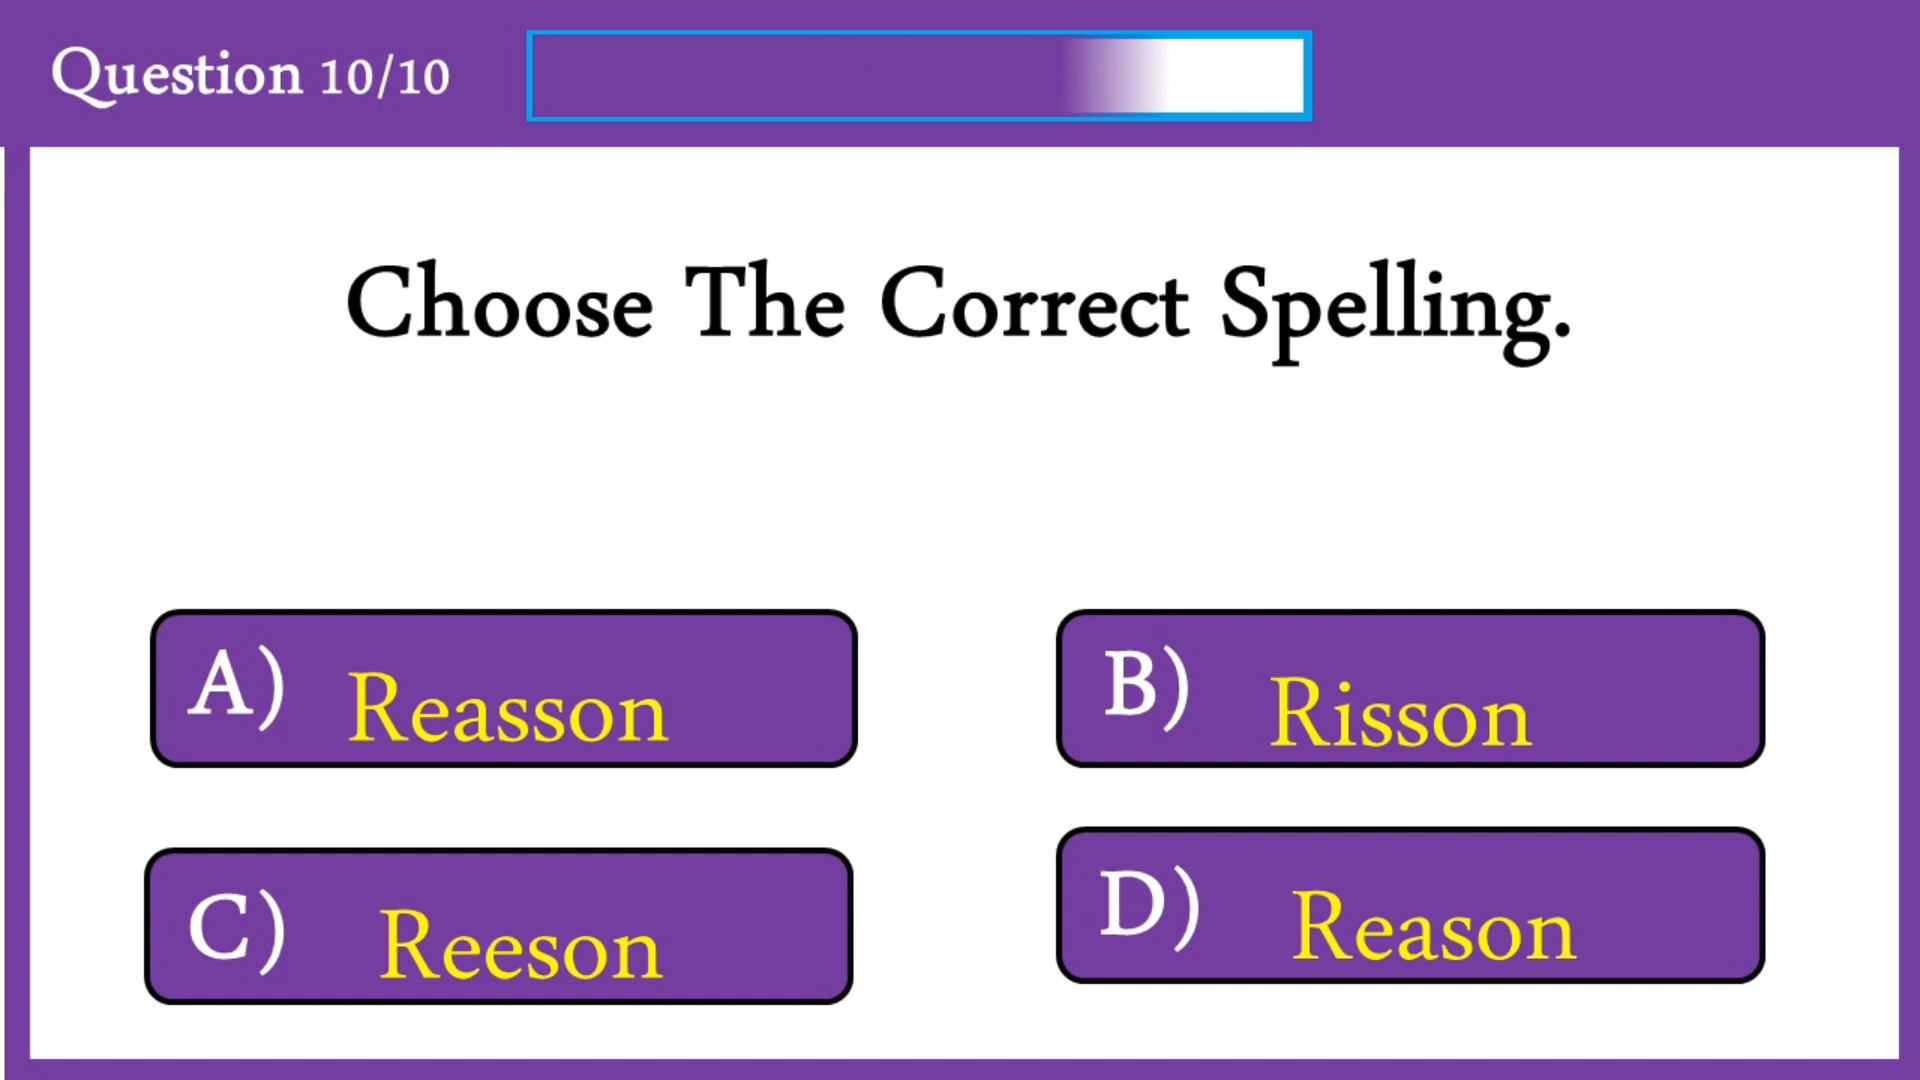 Question 10/10
Choose The Correct Spelling.
A) Reasson
B) Risson
C) Reeson
D) Reason